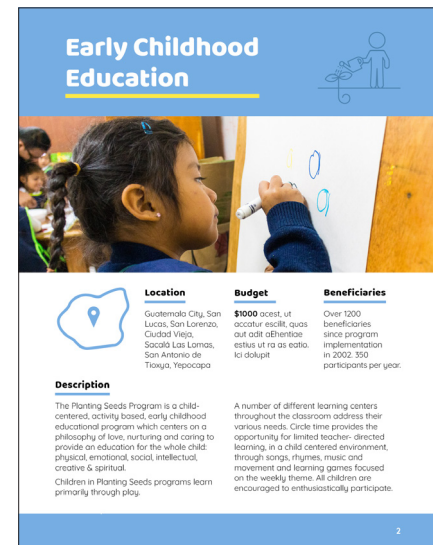 Early Childhood
Education
Location
Guatemala City, San
Lucas, San Lorenzo,
Ciudad Vieja,
Sacalá Las Lomas,
San Antonio de
Tioxya, Yepocapa
Budget
$1000 acest, ut
accatur escilit, quas
aut adit aEhentiae
estius ut ra as eatio.
Ici dolupit
Beneficiaries
Over 1200
beneficiaries
since program
implementation
in 2002. 350
participants per year.
Description
The Planting Seeds Program is a child-
centered, activity based, early childhood
educational program which centers on a
philosophy of love, nurturing and caring to
provide an education for the whole child:
physical, emotional, social, intellectual,
creative & spiritual.
Children in Planting Seeds programs learn
primarily through play.
A number of different learning centers
throughout the classroom address their
various needs. Circle time provides the
opportunity for limited teacher- directed
learning, in a child centered environment,
through songs, rhymes, music and
movement and learning games focused
on the weekly theme. All children are
encouraged to enthusiastically participate.
2